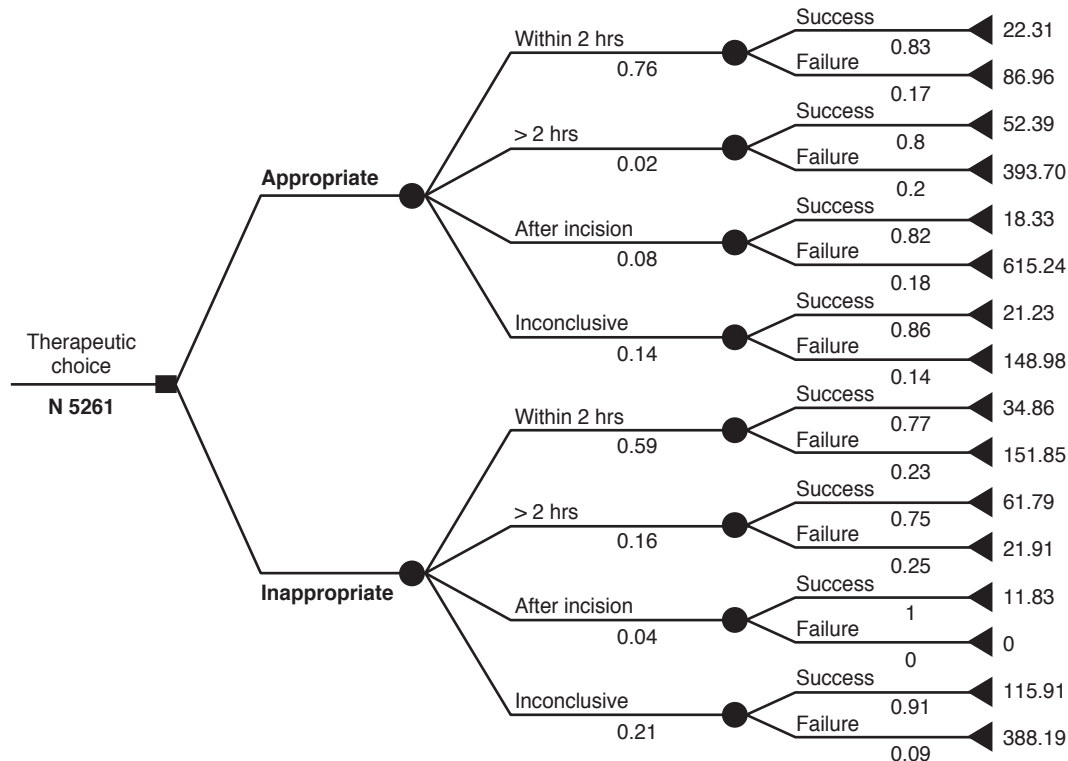 Success
22.31
Within 2 hrs
0.83
0.76
Failure
86.96
0.17
Success
52.39
> 2 hrs
0.8
0.02
Failure
393.70
0.2
Appropriate
Success
18.33
After incision
0.82
0.08
Failure
615.24
0.18
Success
21.23
Inconclusive
0.86
0.14
Failure
148.98
0.14
Therapeutic
choice
N 5261
Success
34.86
Within 2 hrs
0.77
0.59
Failure
151.85
0.23
Success
61.79
> 2 hrs
0.75
0.16
Failure
21.91
0.25
Inappropriate
Success
11.83
After incision
1
0.04
Failure
0
0
Success
115.91
Inconclusive
0.91
0.21
Failure
388.19
0.09